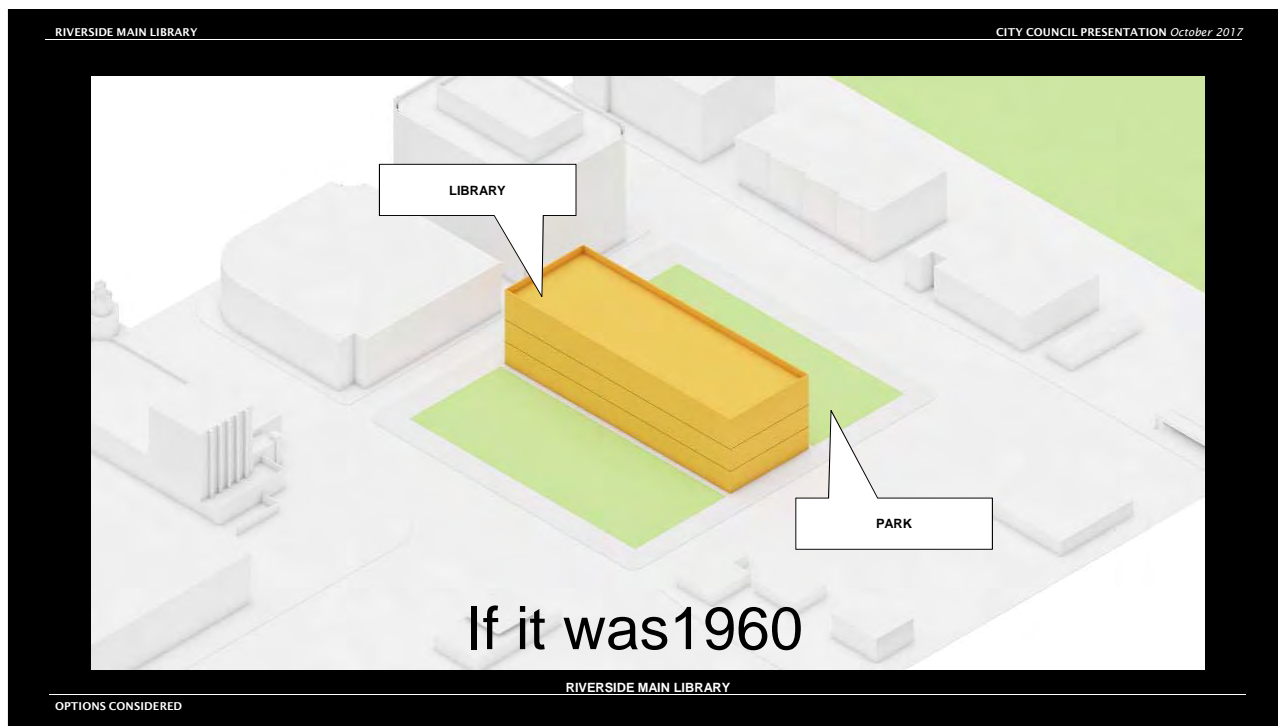 RIVERSIDE MAIN LIBRARY
CITY COUNCIL PRESENTATION October 2017
LIBRARY
PARK
If it was1960
RIVERSIDE MAIN LIBRARY
OPTIONS CONSIDERED